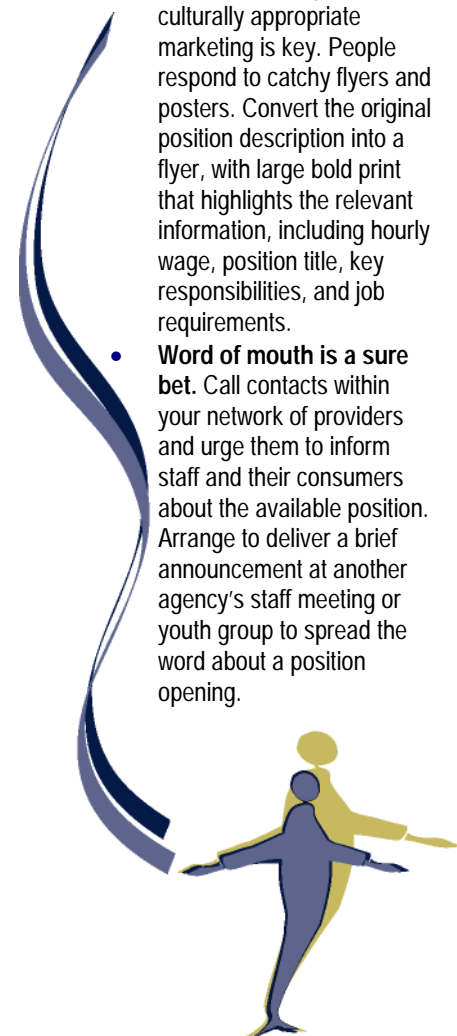 culturally appropriate
marketing is key. People
respond to catchy flyers and
posters. Convert the original
position description into a
flyer, with large bold print
that highlights the relevant
information, including hourly
wage, position title, key
responsibilities, and job
requirements.
• Word of mouth is a sure
bet. Call contacts within
your network of providers
and urge them to inform
staff and their consumers
about the available position.
Arrange to deliver a brief
announcement at another
agency's staff meeting or
youth group to spread the
word about a position
opening.